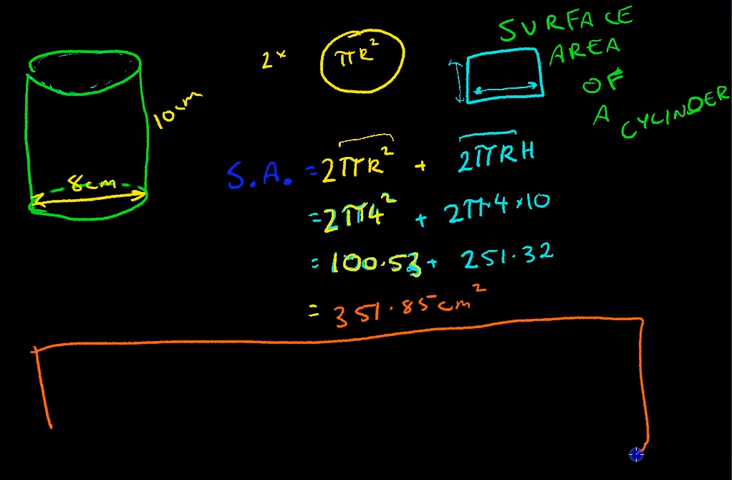 SURFACE
AREA
OF
A
CYLINDER
2× πR²
10cm
8cm
S.A. = 2πR² + 2πRH
= 2π4² + 2π·4×10
= 100.53 + 251.32
= 351.85cm²